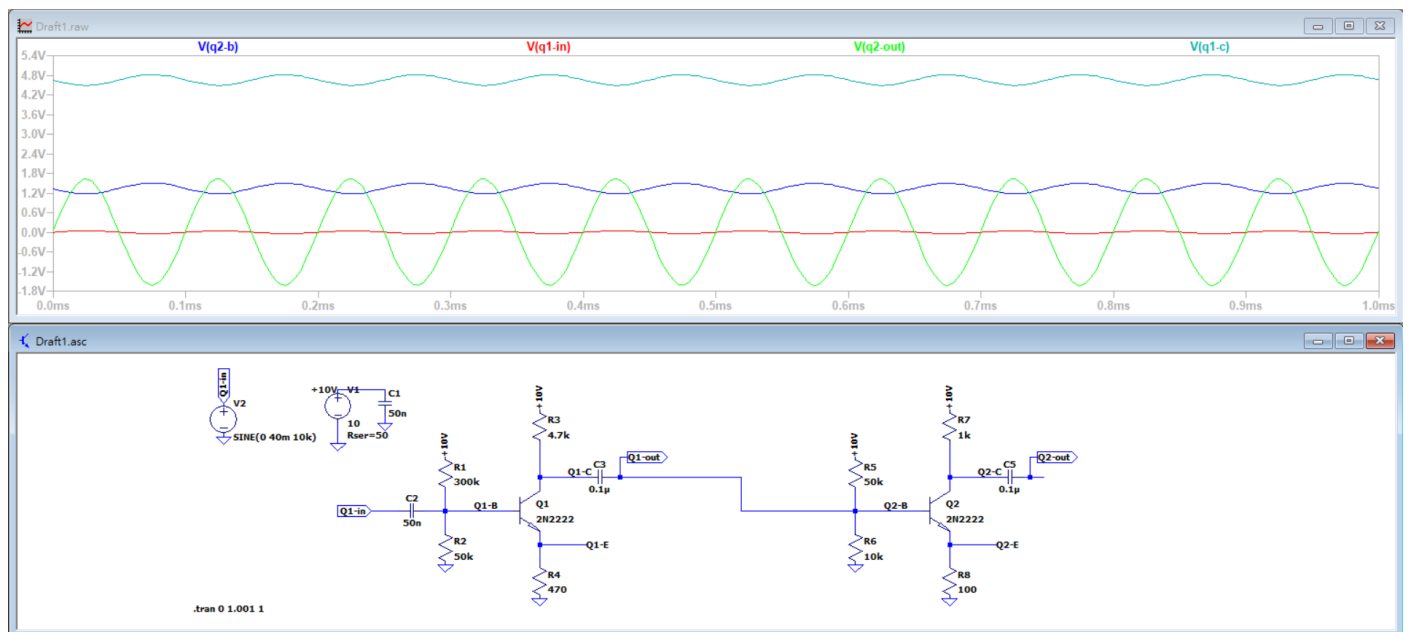 Draft1.raw
V(q2-b) V(q1-in) V(q2-out) V(q1-c)
5.4V
4.8V
4.2V
3.6V
3.0V
2.4V
1.8V
1.2V
0.6V
0.0V
-0.6V
-1.2V
-1.8V
0.0ms 0.1ms 0.2ms 0.3ms 0.4ms 0.5ms 0.6ms 0.7ms 0.8ms 0.9ms 1.0ms
Draft1.asc
Q1-in
V2
SINE(0 40m 10k)
+10V V1
10
Rser=50
C1
50n
+10V
R3
4.7k
+10V
R1
300k
Q1-in
C2
50n
Q1-B
Q1
2N2222
Q1-C
C3
0.1µ
Q1-out
R2
50k
Q1-E
R4
470
+10V
R7
1k
+10V
R5
50k
Q2-B
Q2
2N2222
Q2-C
C5
0.1µ
Q2-out
R6
10k
Q2-E
R8
100
.tran 0 1.001 1